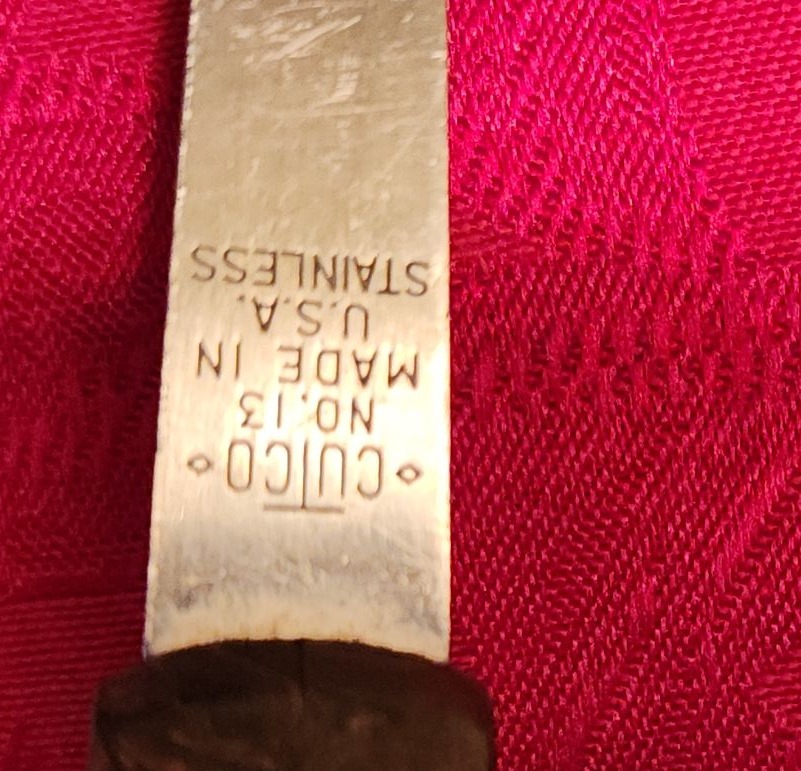 CUTCO
NO. 13
MADE IN
U.S.A.
STAINLESS